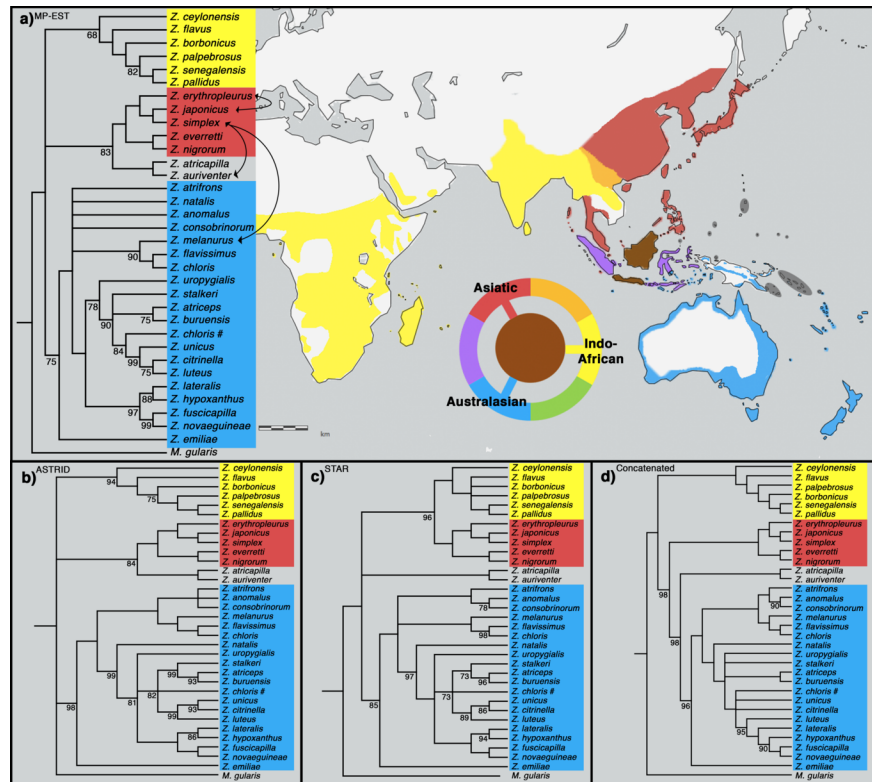 a) MP-EST
Z. ceylonensis
Z. flavus
Z. borbonicus
Z. palpebrosus
Z. senegalensis
Z. pallidus
Z. erythropleurus
Z. japonicus
Z. simplex
Z. everretti
Z. nigrorum
Z. atricapilla
Z. auriventer
Z. atrifrons
Z. natalis
Z. anomalus
Z. consobrinorum
Z. melanurus
Z. flavissimus
Z. chloris
Z. uropygialis
Z. stalkeri
Z. atriceps
Z. buruensis
Z. chloris #
Z. unicus
Z. citrinella
Z. luteus
Z. lateralis
Z. hypoxanthus
Z. fuscicapilla
Z. novaeguineae
Z. emiliae
M. gularis
68
82
83
90
78
75
90
84
99
75
75
88
97
99
Asiatic
Indo-
African
Australasian
km
b) ASTRID
Z. ceylonensis
Z. flavus
Z. borbonicus
Z. palpebrosus
Z. senegalensis
Z. pallidus
Z. erythropleurus
Z. japonicus
Z. simplex
Z. everretti
Z. nigrorum
Z. atricapilla
Z. auriventer
Z. atrifrons
Z. anomalus
Z. consobrinorum
Z. melanurus
Z. flavissimus
Z. chloris
Z. natalis
Z. uropygialis
Z. stalkeri
Z. atriceps
Z. buruensis
Z. chloris #
Z. unicus
Z. citrinella
Z. luteus
Z. lateralis
Z. hypoxanthus
Z. fuscicapilla
Z. novaeguineae
Z. emiliae
M. gularis
94
75
84
99
99
93
82
81
93
99
86
98
c) STAR
Z. ceylonensis
Z. flavus
Z. borbonicus
Z. palpebrosus
Z. senegalensis
Z. pallidus
Z. erythropleurus
Z. japonicus
Z. simplex
Z. everretti
Z. nigrorum
Z. atricapilla
Z. auriventer
Z. atrifrons
Z. anomalus
Z. consobrinorum
Z. melanurus
Z. flavissimus
Z. chloris
Z. natalis
Z. uropygialis
Z. stalkeri
Z. atriceps
Z. buruensis
Z. chloris #
Z. unicus
Z. citrinella
Z. luteus
Z. lateralis
Z. hypoxanthus
Z. fuscicapilla
Z. novaeguineae
Z. emiliae
M. gularis
96
78
98
97
73
96
73
86
89
85
94
d) Concatenated
Z. ceylonensis
Z. flavus
Z. palpebrosus
Z. borbonicus
Z. senegalensis
Z. pallidus
Z. erythropleurus
Z. japonicus
Z. simplex
Z. everretti
Z. nigrorum
Z. atricapilla
Z. auriventer
Z. atrifrons
Z. anomalus
Z. consobrinorum
Z. melanurus
Z. flavissimus
Z. chloris
Z. natalis
Z. uropygialis
Z. stalkeri
Z. atriceps
Z. buruensis
Z. chloris #
Z. unicus
Z. citrinella
Z. luteus
Z. lateralis
Z. hypoxanthus
Z. fuscicapilla
Z. novaeguineae
Z. emiliae
M. gularis
98
90
98
96
95
90